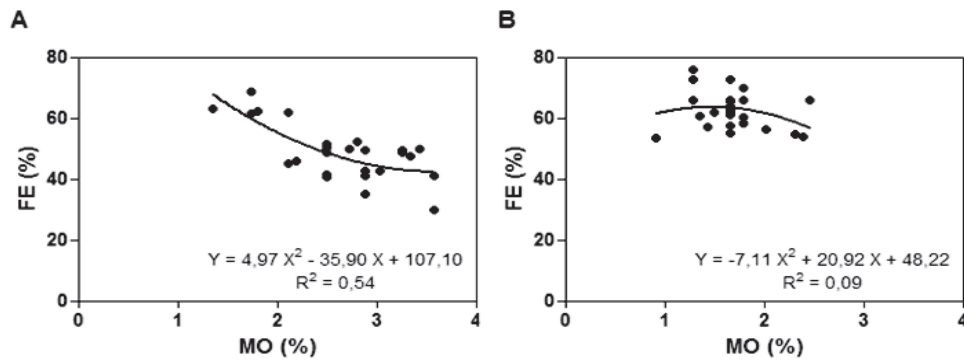 A
80
60
40
20
0
FE (%)
Y = 4,97 X² - 35,90 X + 107,10
R² = 0,54
0 1 2 3 4
MO (%)
B
80
60
40
20
0
FE (%)
Y = -7,11 X² + 20,92 X + 48,22
R² = 0,09
0 1 2 3 4
MO (%)